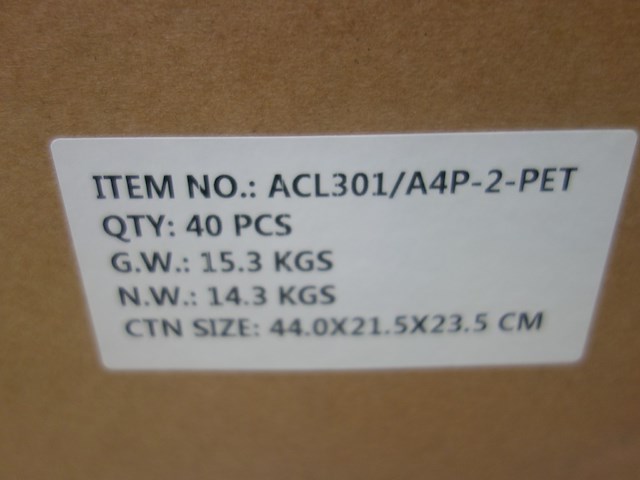 ITEM NO.: ACL301/A4P-2-PET
QTY: 40 PCS
G.W.: 15.3 KGS
N.W.: 14.3 KGS
CTN SIZE: 44.0X21.5X23.5 CM